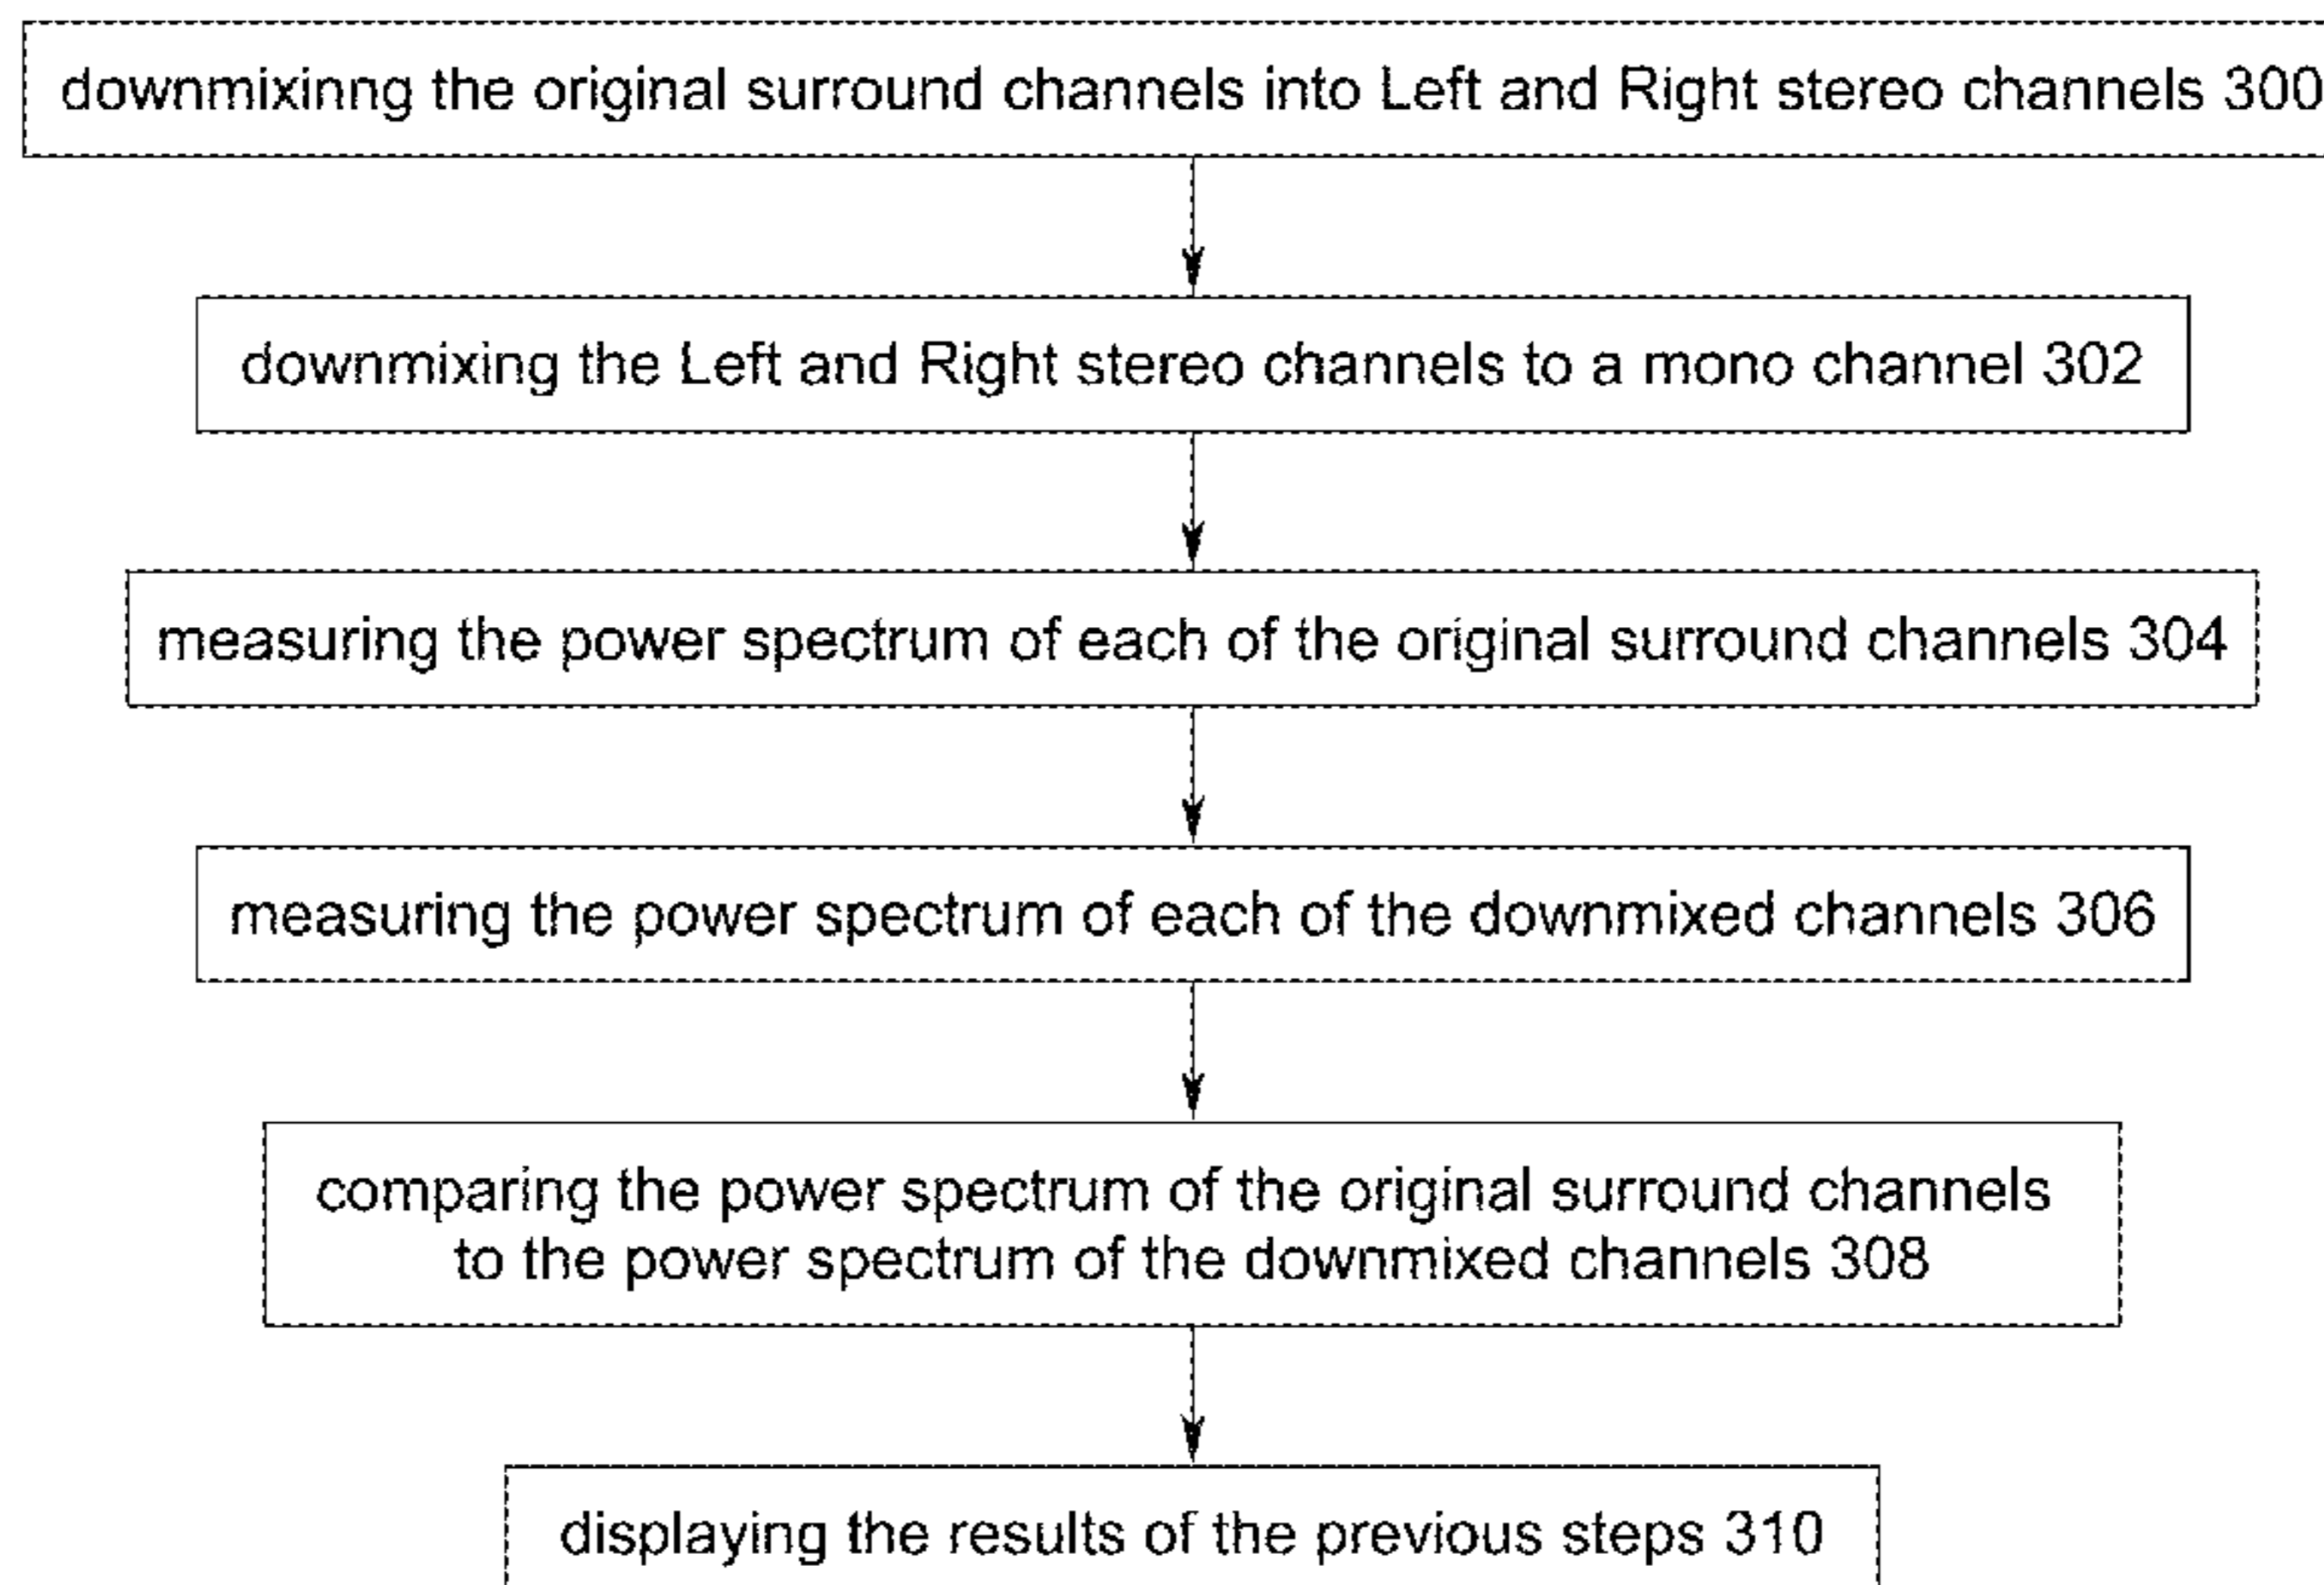 downmixinng the original surround channels into Left and Right stereo channels 300
downmixing the Left and Right stereo channels to a mono channel 302
measuring the power spectrum of each of the original surround channels 304
measuring the power spectrum of each of the downmixed channels 306
comparing the power spectrum of the original surround channels
to the power spectrum of the downmixed channels 308
displaying the results of the previous steps 310